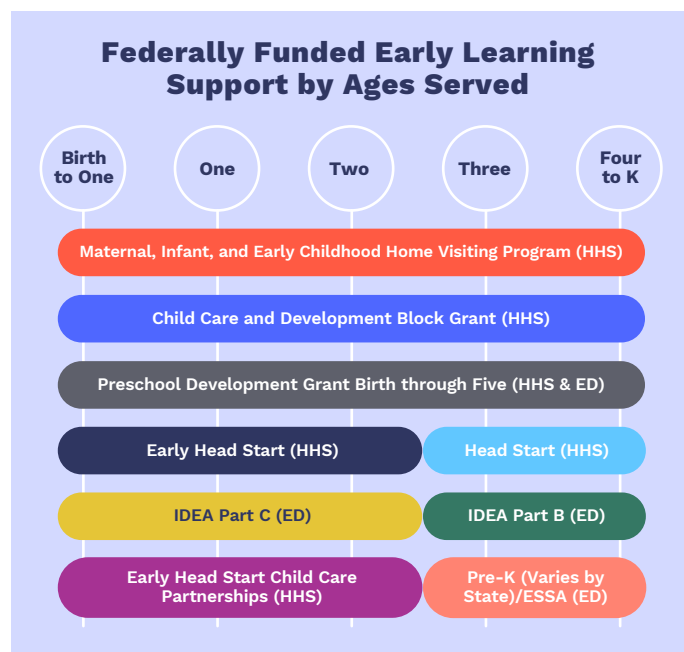 Federally Funded Early Learning
Support by Ages Served
Birth
to One
One
Two
Three
Four
to K
Maternal, Infant, and Early Childhood Home Visiting Program (HHS)
Child Care and Development Block Grant (HHS)
Preschool Development Grant Birth through Five (HHS & ED)
Early Head Start (HHS)
Head Start (HHS)
IDEA Part C (ED)
IDEA Part B (ED)
Early Head Start Child Care
Partnerships (HHS)
Pre-K (Varies by
State)/ESSA (ED)